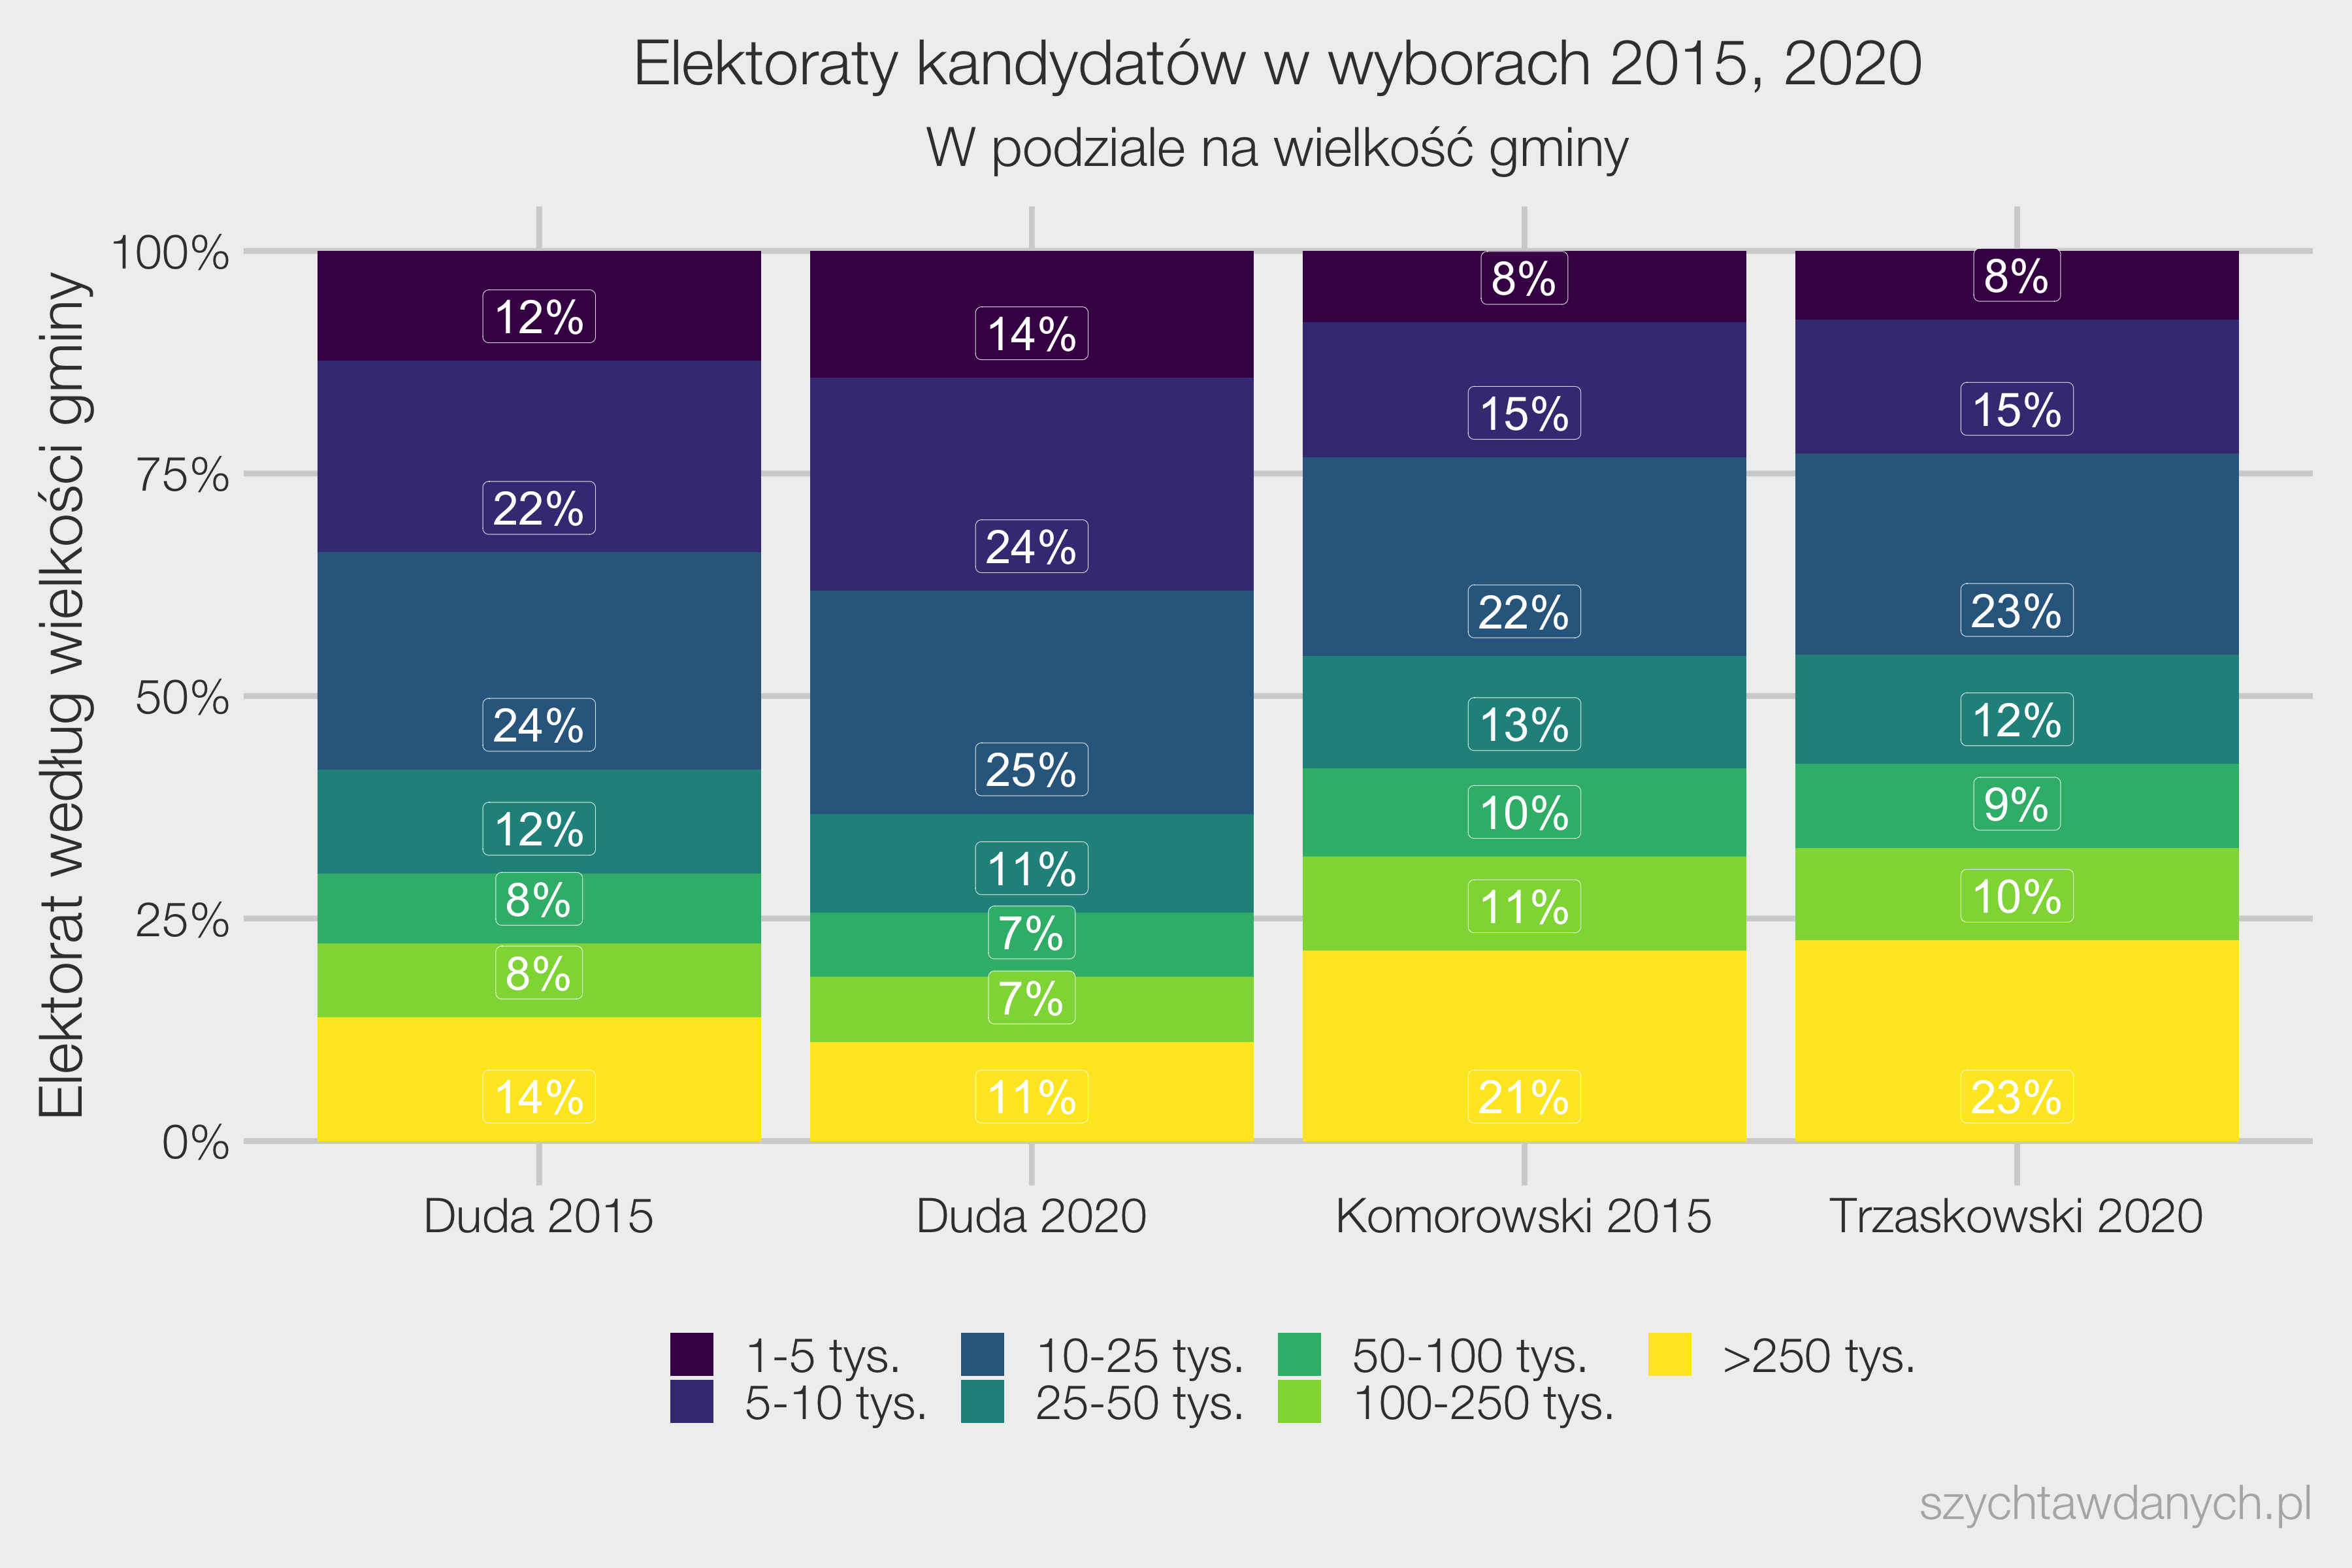 Elektoraty kandydatów w wyborach 2015, 2020
W podziale na wielkość gminy
Elektorat według wielkości gminy
100%
75%
50%
25%
0%
12%
22%
24%
12%
8%
8%
14%
14%
24%
25%
11%
7%
7%
11%
8%
15%
22%
13%
10%
11%
21%
8%
15%
23%
12%
9%
10%
23%
Duda 2015
Duda 2020
Komorowski 2015
Trzaskowski 2020
1-5 tys.
5-10 tys.
10-25 tys.
25-50 tys.
50-100 tys.
100-250 tys.
>250 tys.
szychtawdanych.pl